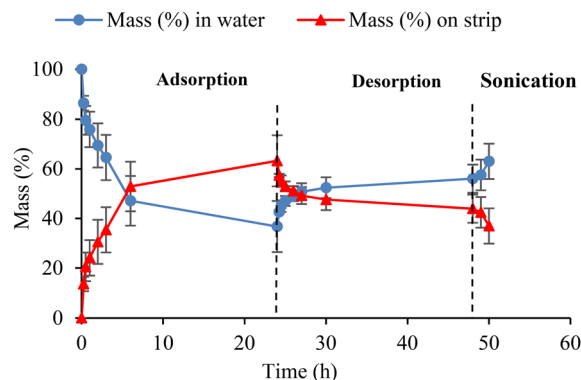 Mass (%) in water Mass (%) on strip
100
80
60
40
20
0
Mass (%)
Adsorption Desorption Sonication
0 10 20 30 40 50 60
Time (h)